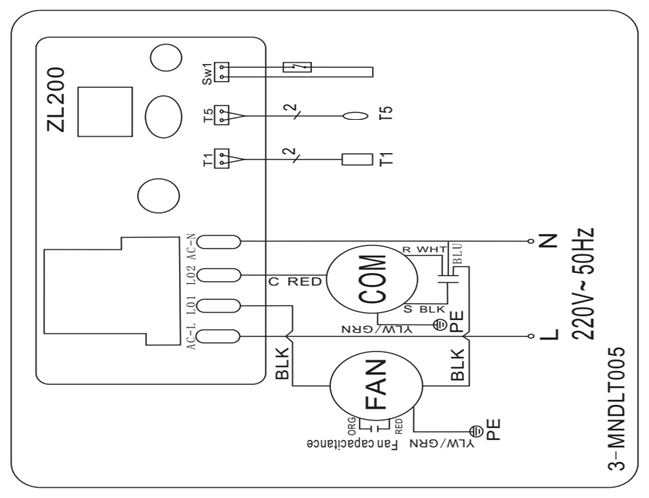 ZL200
Sw1
T5
2
T5
T1
2
T1
AC-N
L02
L01
AC-L
N
220V~ 50Hz
L
R WHT
BLU
COM
C RED
S BLK
YLW/GRN
PE
BLK
FAN
BLK
ORG
RED
Fan capacitance
YLW/GRN
PE
3-MNDLT005